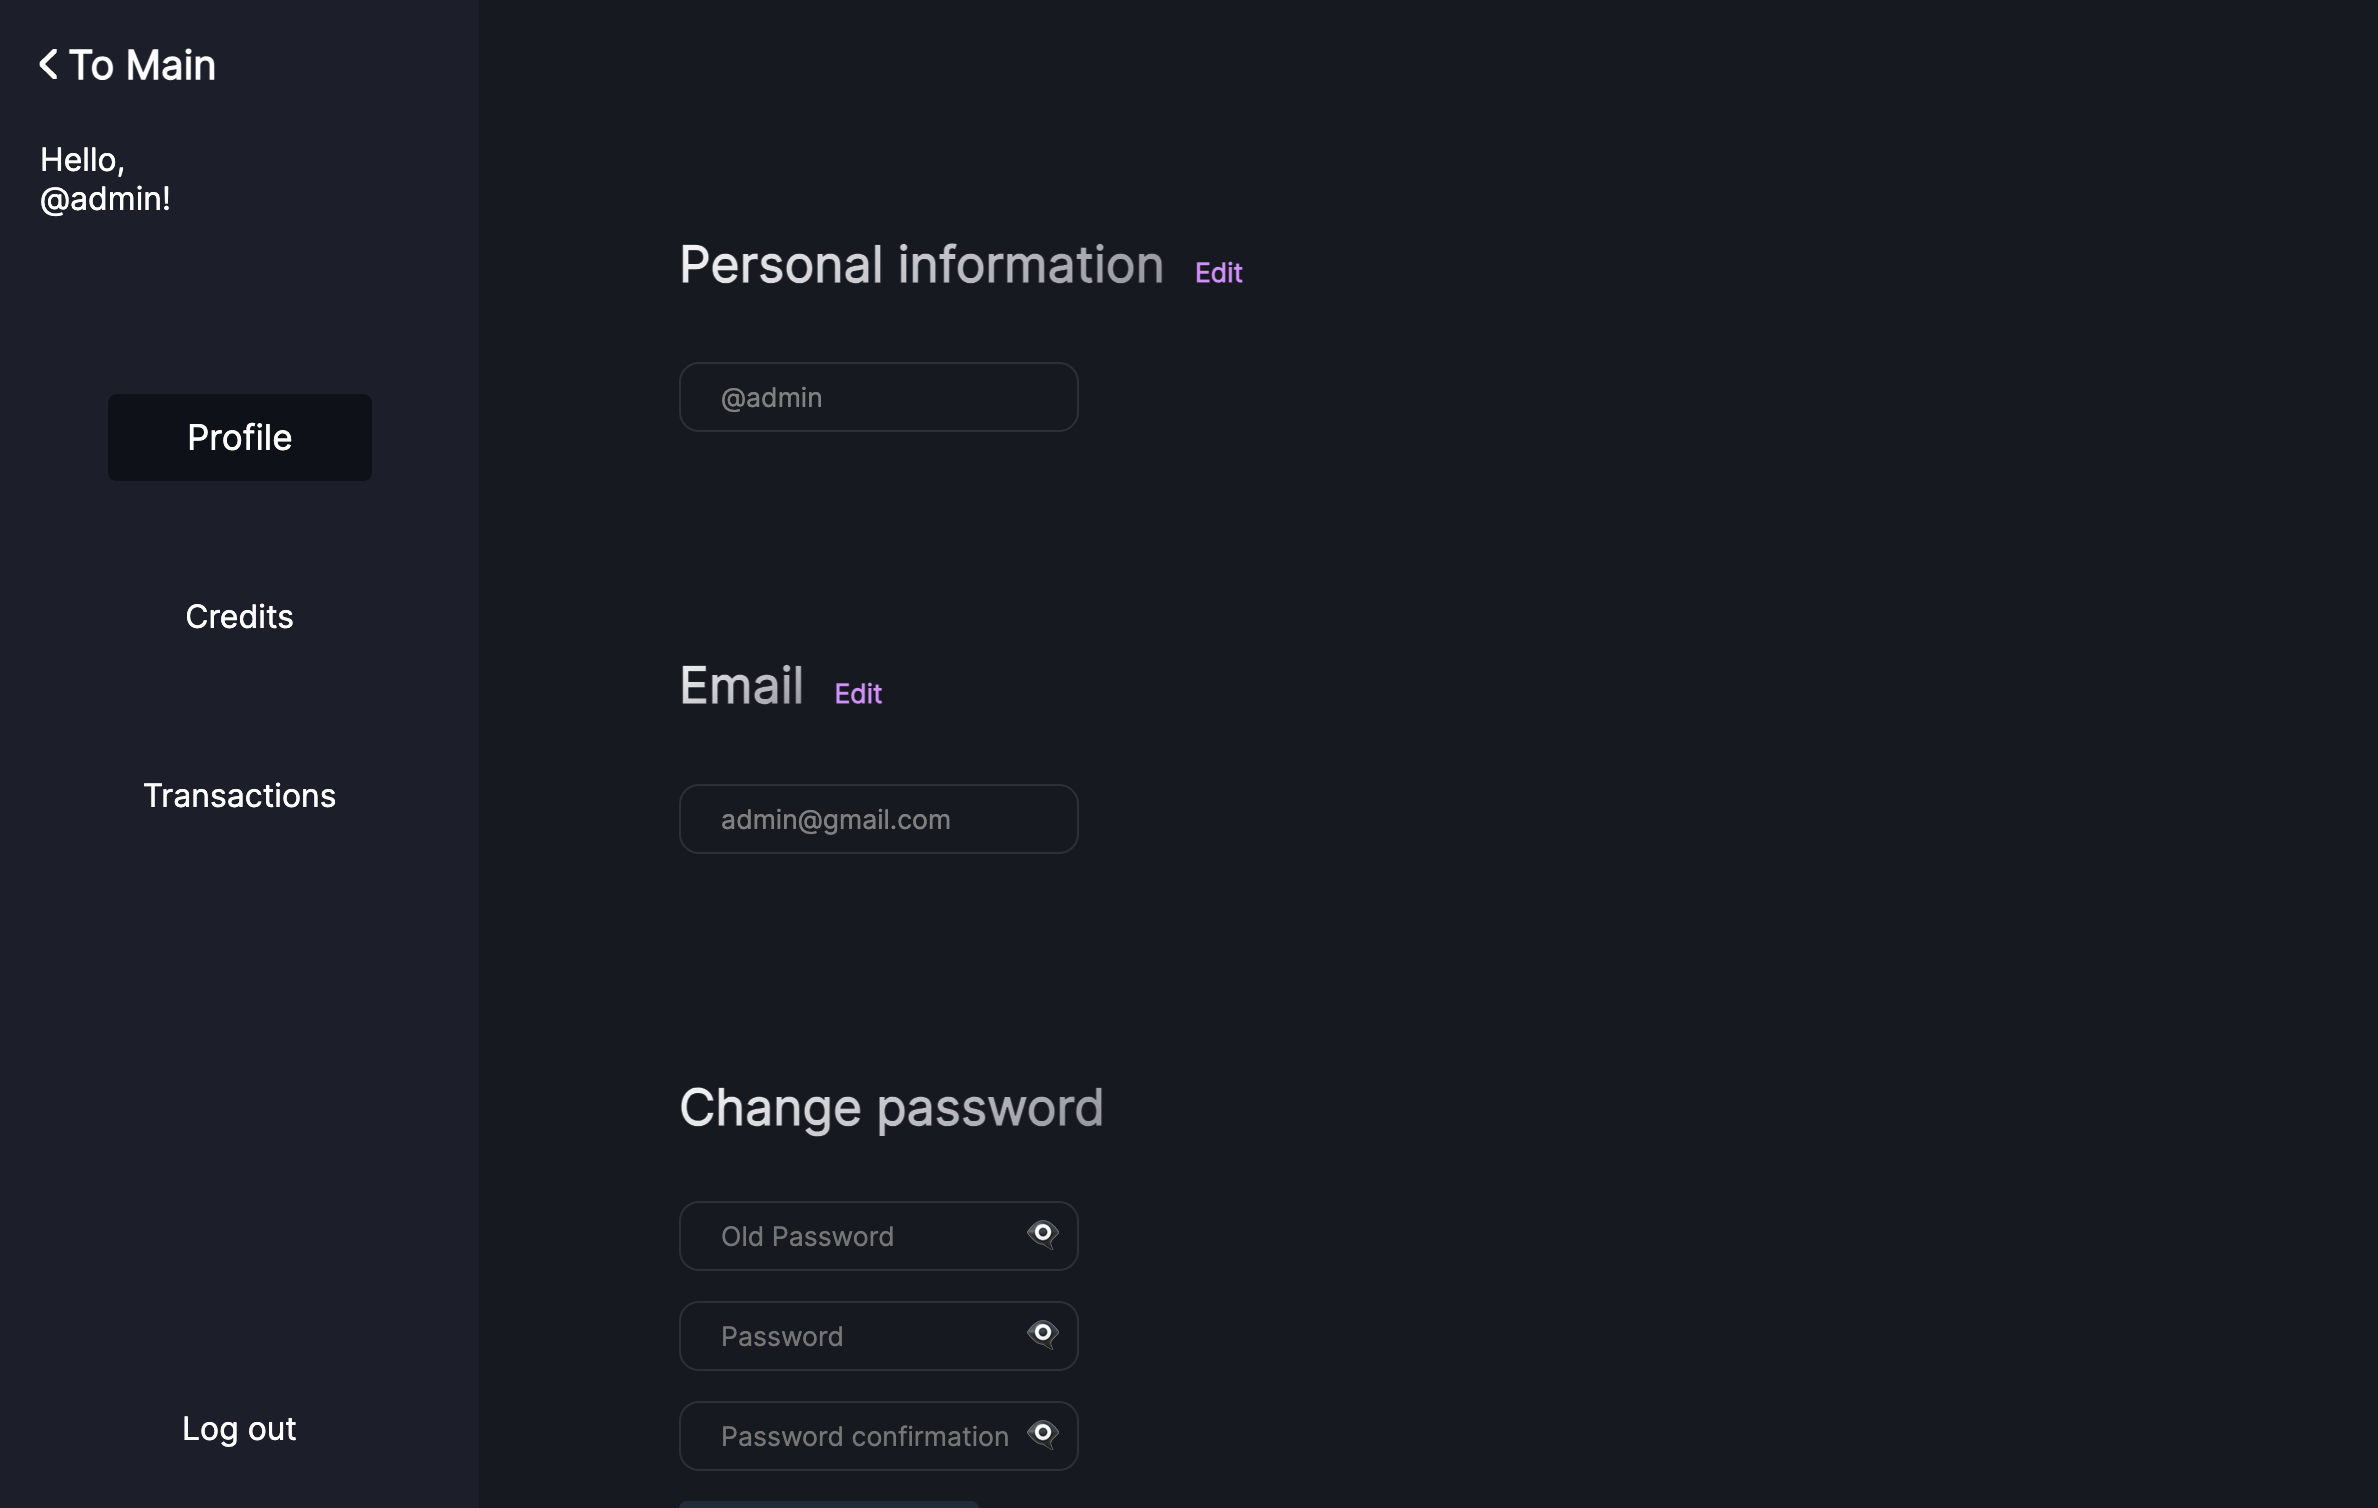 To Main
Hello,
@admin!
Profile
Credits
Transactions
Log out
Personal information Edit
@admin
Email Edit
admin@gmail.com
Change password
Old Password
Password
Password confirmation